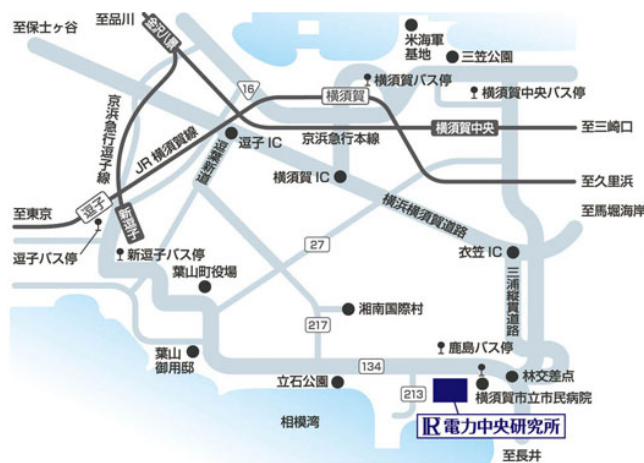 至品川
至保土ヶ谷
金沢八景
米海軍
基地
三笠公園
16
横須賀
横須賀バス停
横須賀中央バス停
京浜急行逗子線
JR横須賀線
逗子IC
京浜急行本線
横須賀中央
至三崎口
逗葉新道
横須賀IC
横浜横須賀道路
至久里浜
至東京
逗子
新逗子
至馬堀海岸
逗子バス停
新逗子バス停
27
衣笠IC
葉山町役場
三浦縦貫道路
湘南国際村
217
鹿島バス停
葉山
御用邸
134
立石公園
213
林交差点
横須賀市立市民病院
相模湾
電力中央研究所
至長井